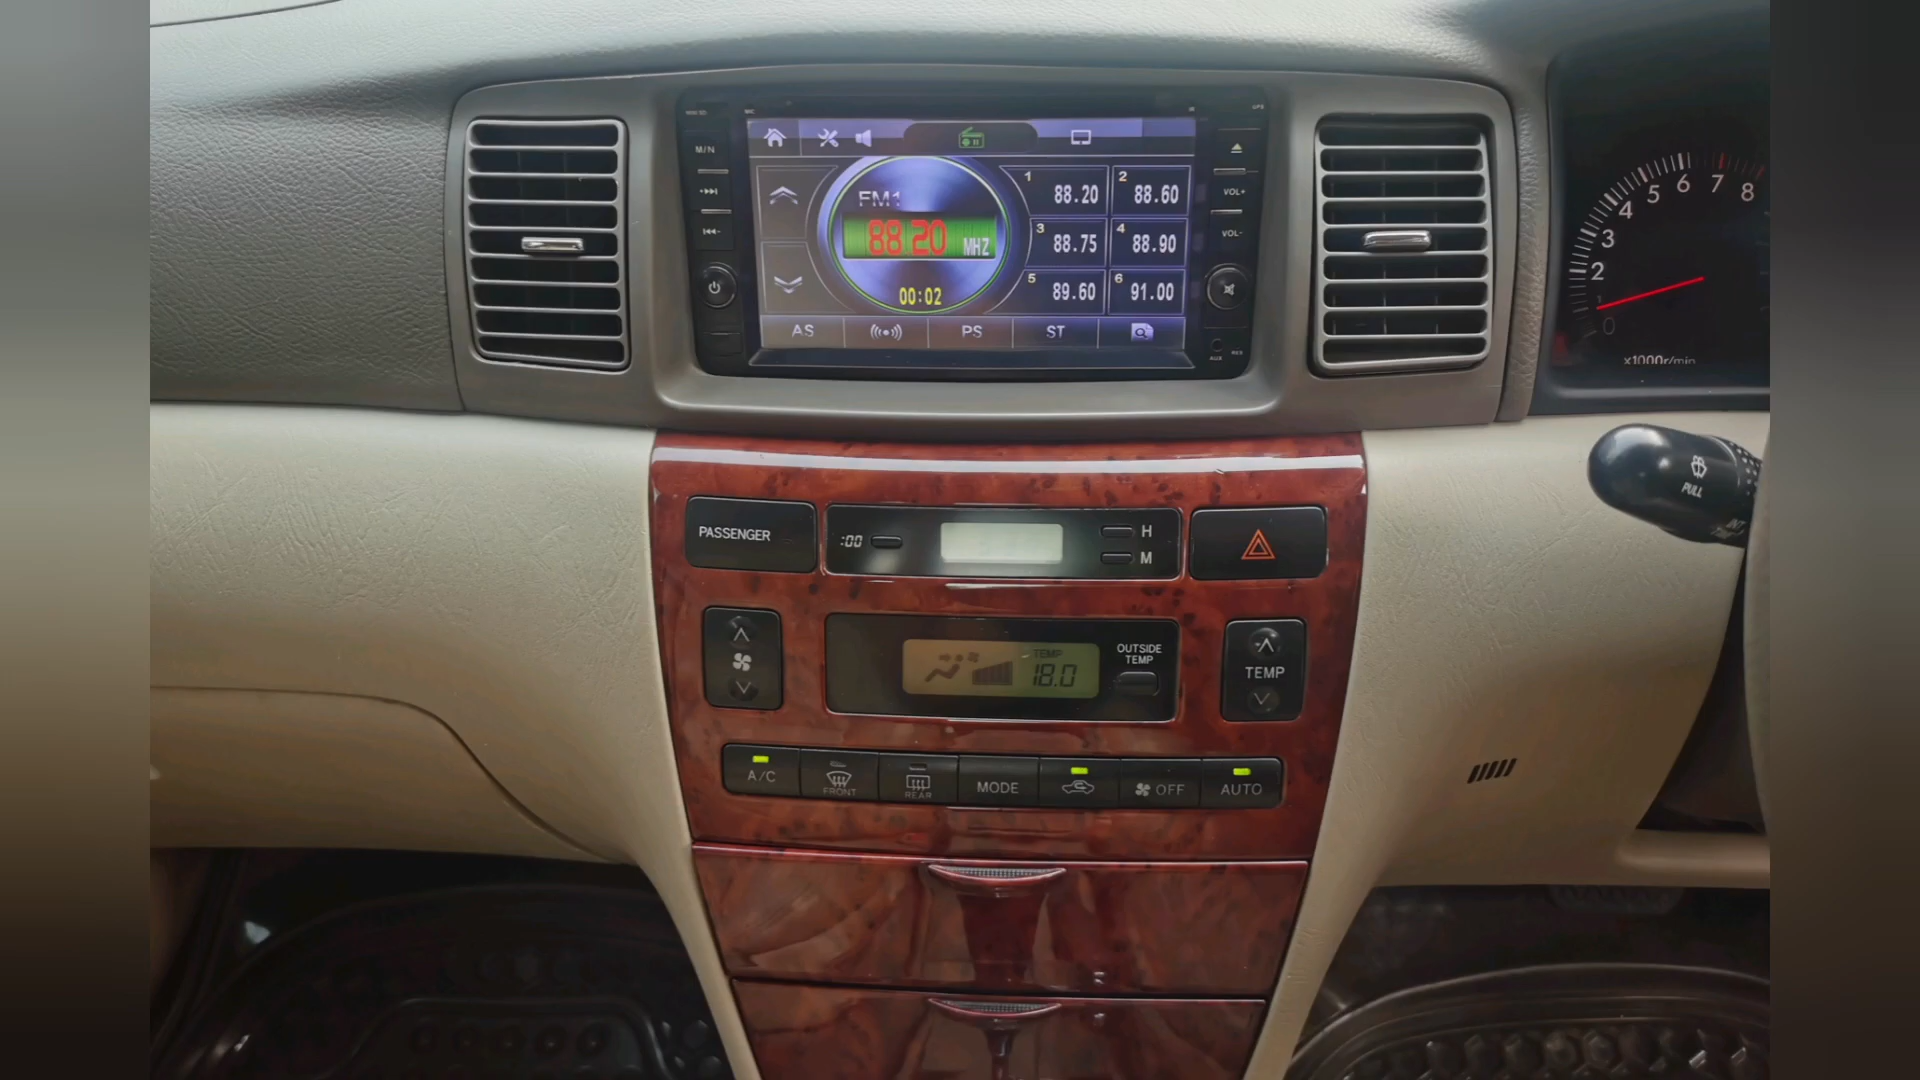 M/N
VOL+
VOL-
FM1
88.20 MHZ
00:02
1 88.20
2 88.60
3 88.75
4 88.90
5 89.60
6 91.00
AS
PS
ST
AUX
2 3 4 5 6 7 8
0
x1000r/min
PULL
PASSENGER
:00
H
M
TEMP
18.0
OUTSIDE
TEMP
TEMP
A/C
FRONT
REAR
MODE
OFF
AUTO